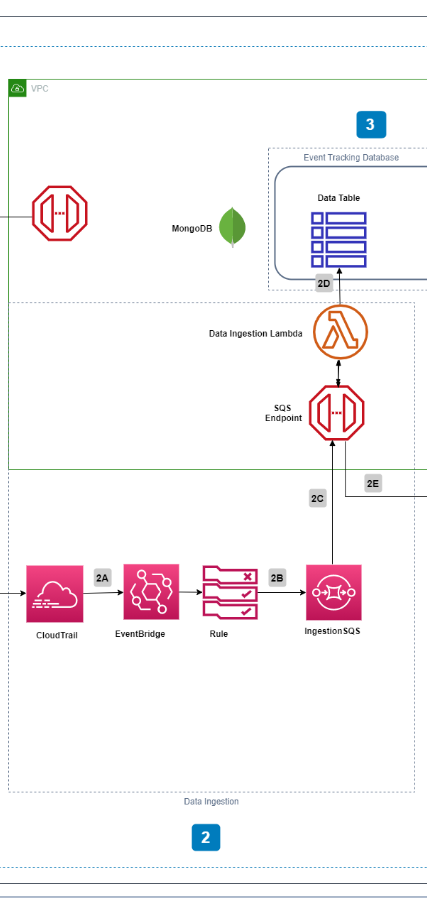 VPC
3
Event Tracking Database
Data Table
MongoDB
2D
Data Ingestion Lambda
SQS
Endpoint
2E
2C
2A
2B
CloudTrail
EventBridge
Rule
IngestionSQS
Data Ingestion
2